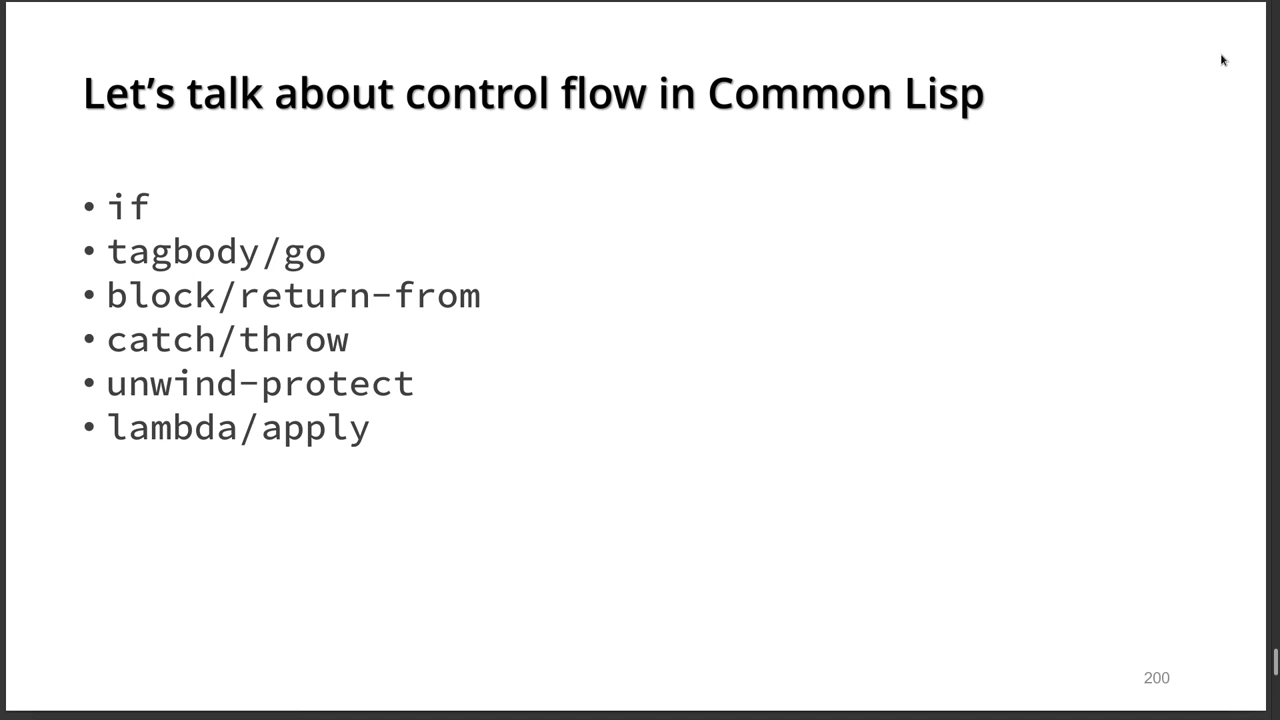 Let’s talk about control flow in Common Lisp
• if
• tagbody/go
• block/return-from
• catch/throw
• unwind-protect
• lambda/apply
200